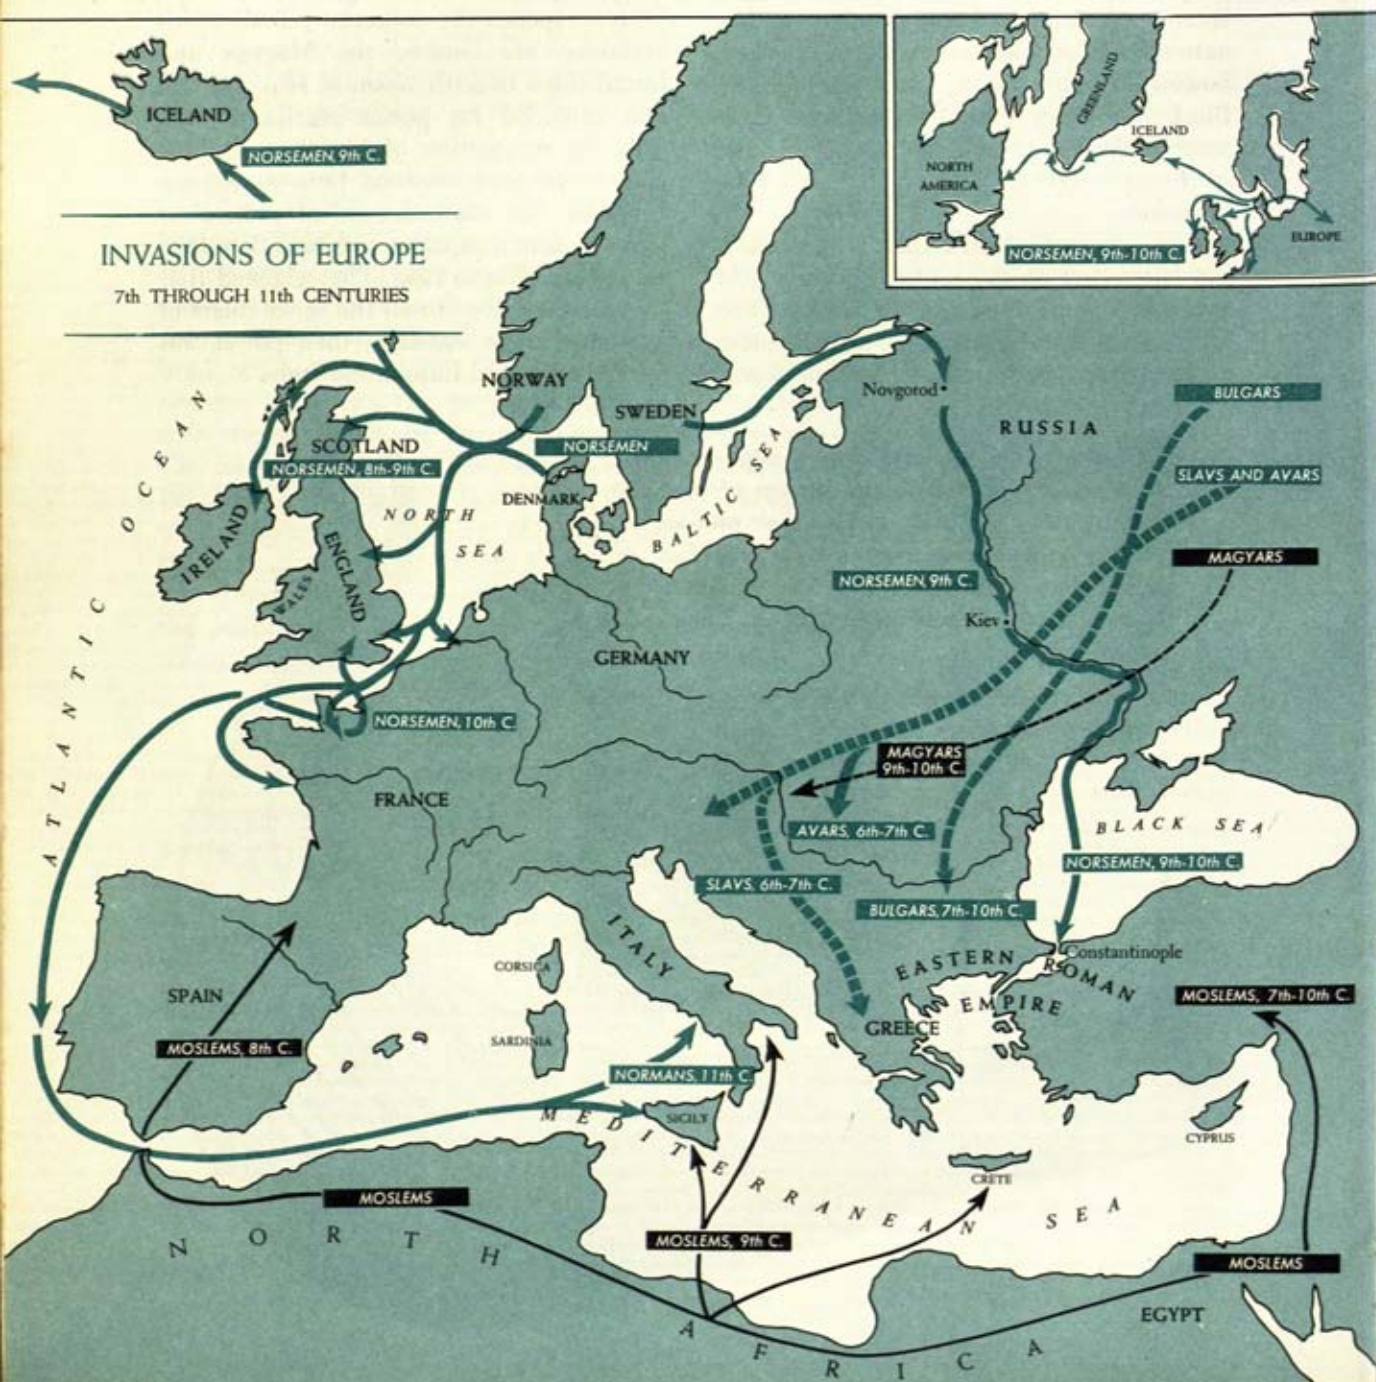 ICELAND
NORSEMEN, 9th C.
INVASIONS OF EUROPE
7th THROUGH 11th CENTURIES
GREENLAND
ICELAND
NORTH
AMERICA
EUROPE
NORSEMEN, 9th-10th C.
ATLANTIC OCEAN
NORWAY
SWEDEN
NORSEMEN
SCOTLAND
NORSEMEN, 8th-9th C.
DENMARK
NORTH
SEA
BALTIC SEA
IRELAND
ENGLAND
WALES
Novgorod
RUSSIA
BULGARS
SLAVS AND AVARS
MAGYARS
NORSEMEN, 9th C.
Kiev
GERMANY
NORSEMEN, 10th C.
MAGYARS
9th-10th C.
FRANCE
AVARS, 6th-7th C.
BLACK SEA
NORSEMEN, 9th-10th C.
SLAVS, 6th-7th C.
BULGARS, 7th-10th C.
ITALY
CORSICA
Constantinople
EASTERN ROMAN
EMPIRE
SPAIN
MOSLEMS, 7th-10th C.
GREECE
SARDINIA
MOSLEMS, 8th C.
NORMANS, 11th C.
SICILY
MEDITERRANEAN SEA
CYPRUS
CRETE
MOSLEMS
MOSLEMS, 9th C.
MOSLEMS
EGYPT
NORTH AFRICA